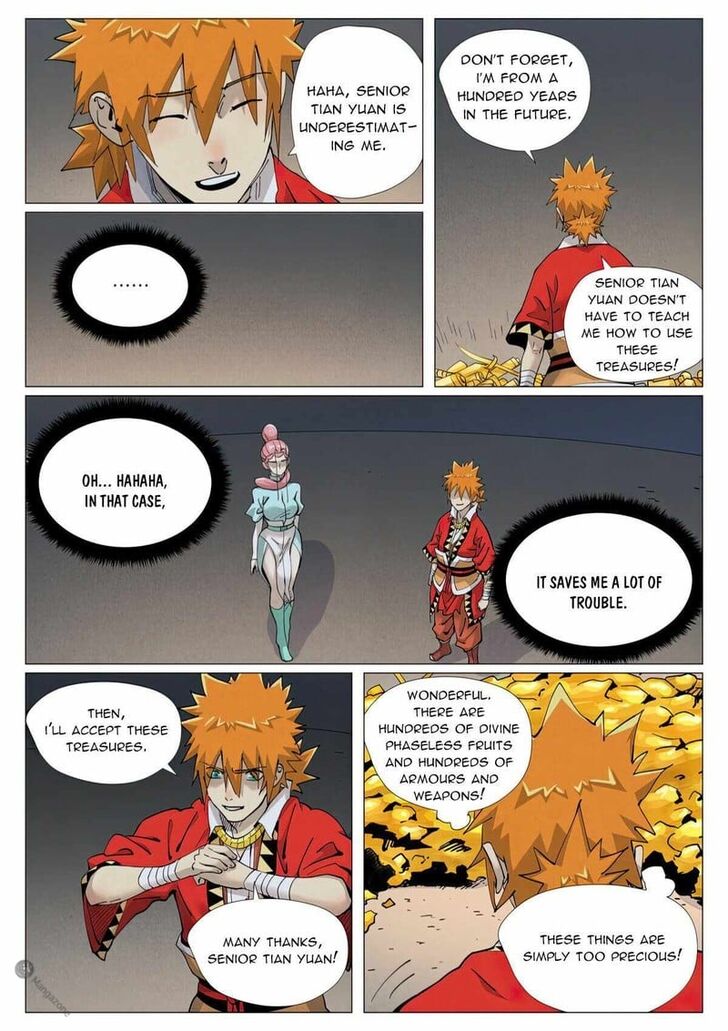 HAHA, SENIOR
TIAN YUAN IS
UNDERESTIMAT-
ING ME.
DON'T FORGET,
I'M FROM A
HUNDRED YEARS
IN THE FUTURE.
SENIOR TIAN
YUAN DOESN'T
HAVE TO TEACH
ME HOW TO USE
THESE
TREASURES!
......
OH... HAHAHA,
IN THAT CASE,
IT SAVES ME A LOT OF
TROUBLE.
THEN,
I'LL ACCEPT THESE
TREASURES.
MANY THANKS,
SENIOR TIAN YUAN!
WONDERFUL.
THERE ARE
HUNDREDS OF DIVINE
PHASELESS FRUITS
AND HUNDREDS OF
ARMOURS AND
WEAPONS!
THESE THINGS ARE
SIMPLY TOO PRECIOUS!
Mangazone